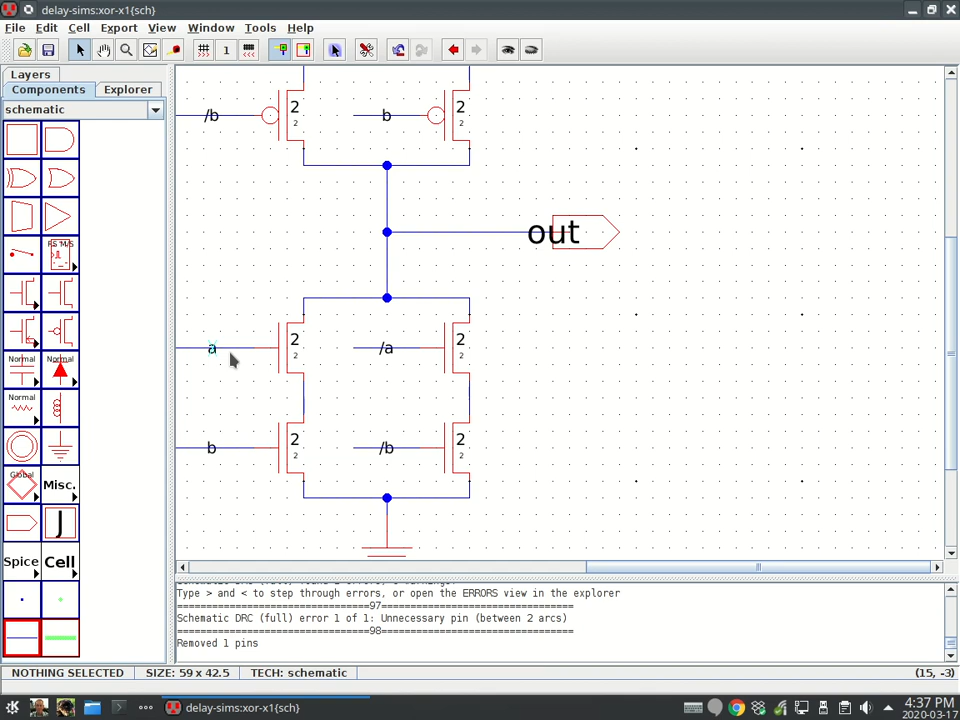 delay-sims:xor-x1{sch}
File Edit Cell Export View Window Tools Help
1
Layers
Components Explorer
schematic
RS M/S
Normal Normal
Normal
Global
Misc.
J
Spice Cell
/b 2 2
b 2 2
out
a 2 2
/a 2 2
b 2 2
/b 2 2
Type > and < to step through errors, or open the ERRORS view in the explorer
=================================97=================================
Schematic DRC (full) error 1 of 1: Unnecessary pin (between 2 arcs)
=================================98=================================
Removed 1 pins
NOTHING SELECTED SIZE: 59 x 42.5 TECH: schematic (15, -3)
delay-sims:xor-x1{sch}
4:37 PM
2020-03-17